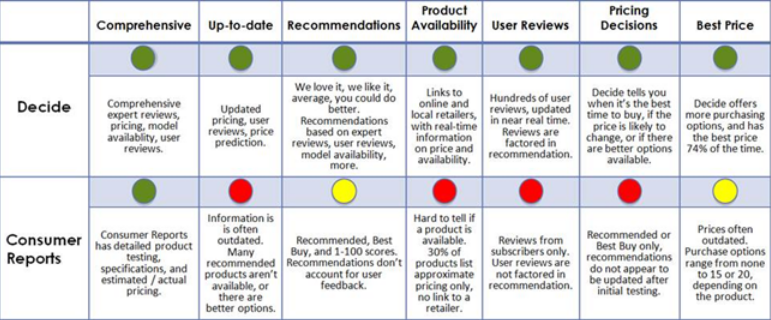 Comprehensive
Up-to-date
Recommendations
Product
Availability
User Reviews
Pricing
Decisions
Best Price
Decide
Comprehensive
expert reviews,
pricing, model
availablity, user
reviews.
Updated
pricing, user
reviews, price
prediction.
We love it, we like it,
average, you could do
better.
Recommendations
based on expert
reviews, user reviews,
model availability,
more.
Links to
online and
local retailers,
with real-time
information
on price and
availability.
Hundreds of user
reviews, updated
in near real time.
Reviews are
factored in
recommendation.
Decide tells you
when it's the best
time to buy, if the
price is likely to
change, or if there
are better options
available.
Decide offers
more purchasing
options, and has
the best price
74% of the time.
Consumer
Reports
Consumer Reports
has detailed product
testing,
specifications, and
estimated / actual
pricing.
Information is
is often
outdated.
Many
recommended
products aren't
available, or
there are
better options.
Recommended, Best
Buy, and 1-100 scores.
Recommendations don't
account for user
feedback.
Hard to tell if
a product is
available.
30% of
products list
approximate
pricing only,
no link to a
retailer.
Reviews from
subscribers only.
User reviews are
not factored in
recommendation.
Recommended or
Best Buy only,
recommendations
do not appear to
be updated after
initial testing.
Prices often
outdated.
Purchase options
range from none
to 15 or 20,
depending on
the product.